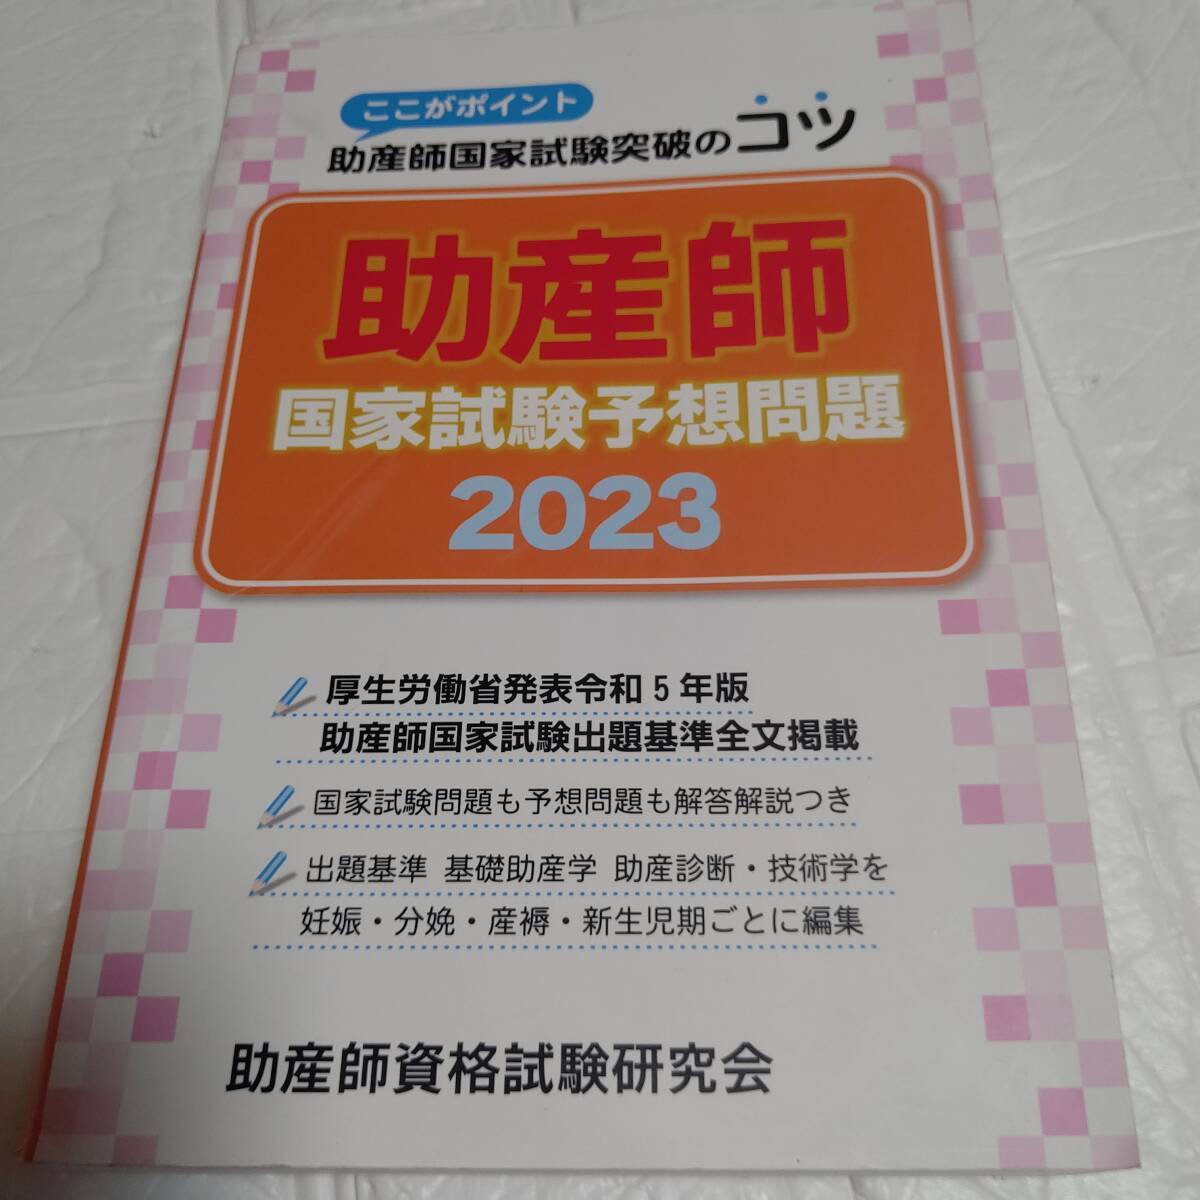 ここがポイント
助産師国家試験突破のコツ
助産師
国家試験予想問題
2023
厚生労働省発表令和5年版
助産師国家試験出題基準全文掲載
国家試験問題も予想問題も解答解説つき
出題基準 基礎助産学 助産診断・技術学を
妊娠・分娩・産褥・新生児期ごとに編集
助産師資格試験研究会